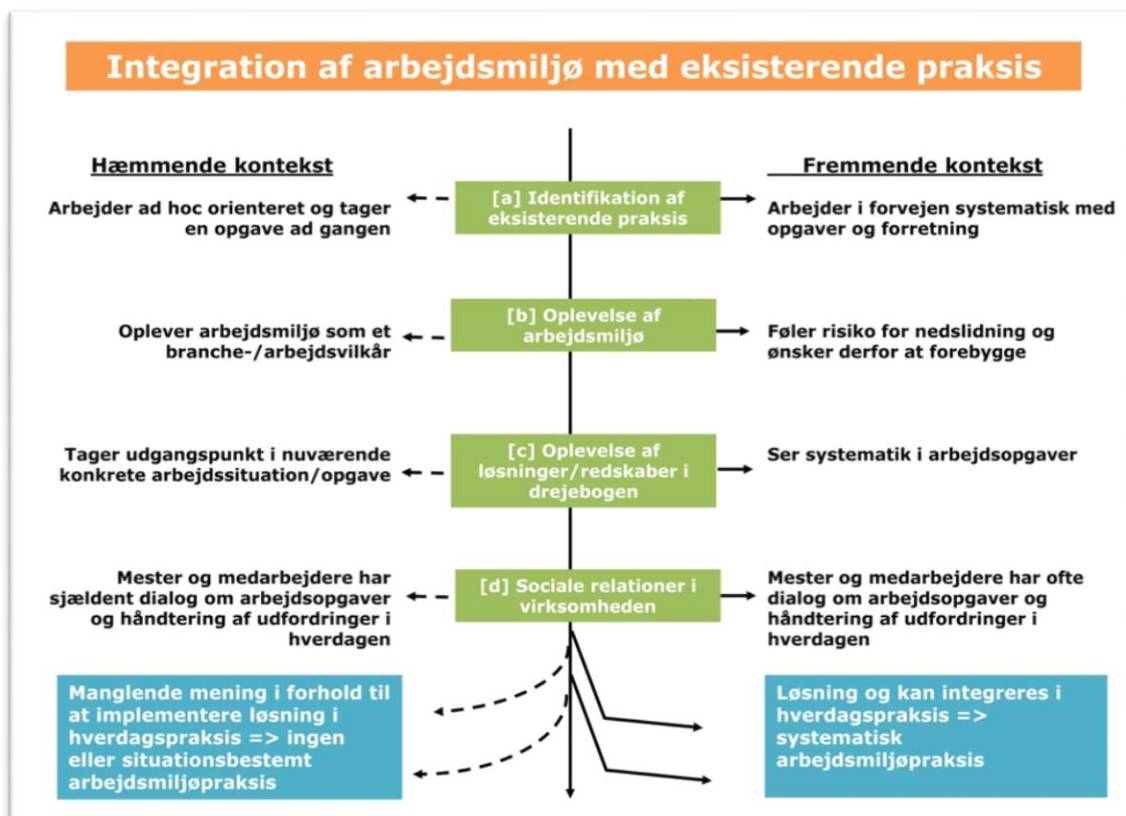 Integration af arbejdsmiljø med eksisterende praksis
Hæmmende kontekst
Fremmende kontekst
Arbejder ad hoc orienteret og tager
en opgave ad gangen
[a] Identifikation af
eksisterende praksis
Arbejder i forvejen systematisk med
opgaver og forretning
Oplever arbejdsmiljø som et
branche-/arbejdsvilkår
[b] Oplevelse af
arbejdsmiljø
Føler risiko for nedslidning og
ønsker derfor at forebygge
Tager udgangspunkt i nuværende
konkrete arbejdssituation/opgave
[c] Oplevelse af
løsninger/redskaber i
drejebogen
Ser systematik i arbejdsopgaver
Mester og medarbejdere har
sjældent dialog om arbejdsopgaver
og håndtering af udfordringer i
hverdagen
[d] Sociale relationer i
virksomheden
Mester og medarbejdere har ofte
dialog om arbejdsopgaver og
håndtering af udfordringer i
hverdagen
Manglende mening i forhold til
at implementere løsning i
hverdagspraksis => ingen
eller situationsbestemt
arbejdsmiljøpraksis
Løsning og kan integreres i
hverdagspraksis =>
systematisk
arbejdsmiljøpraksis